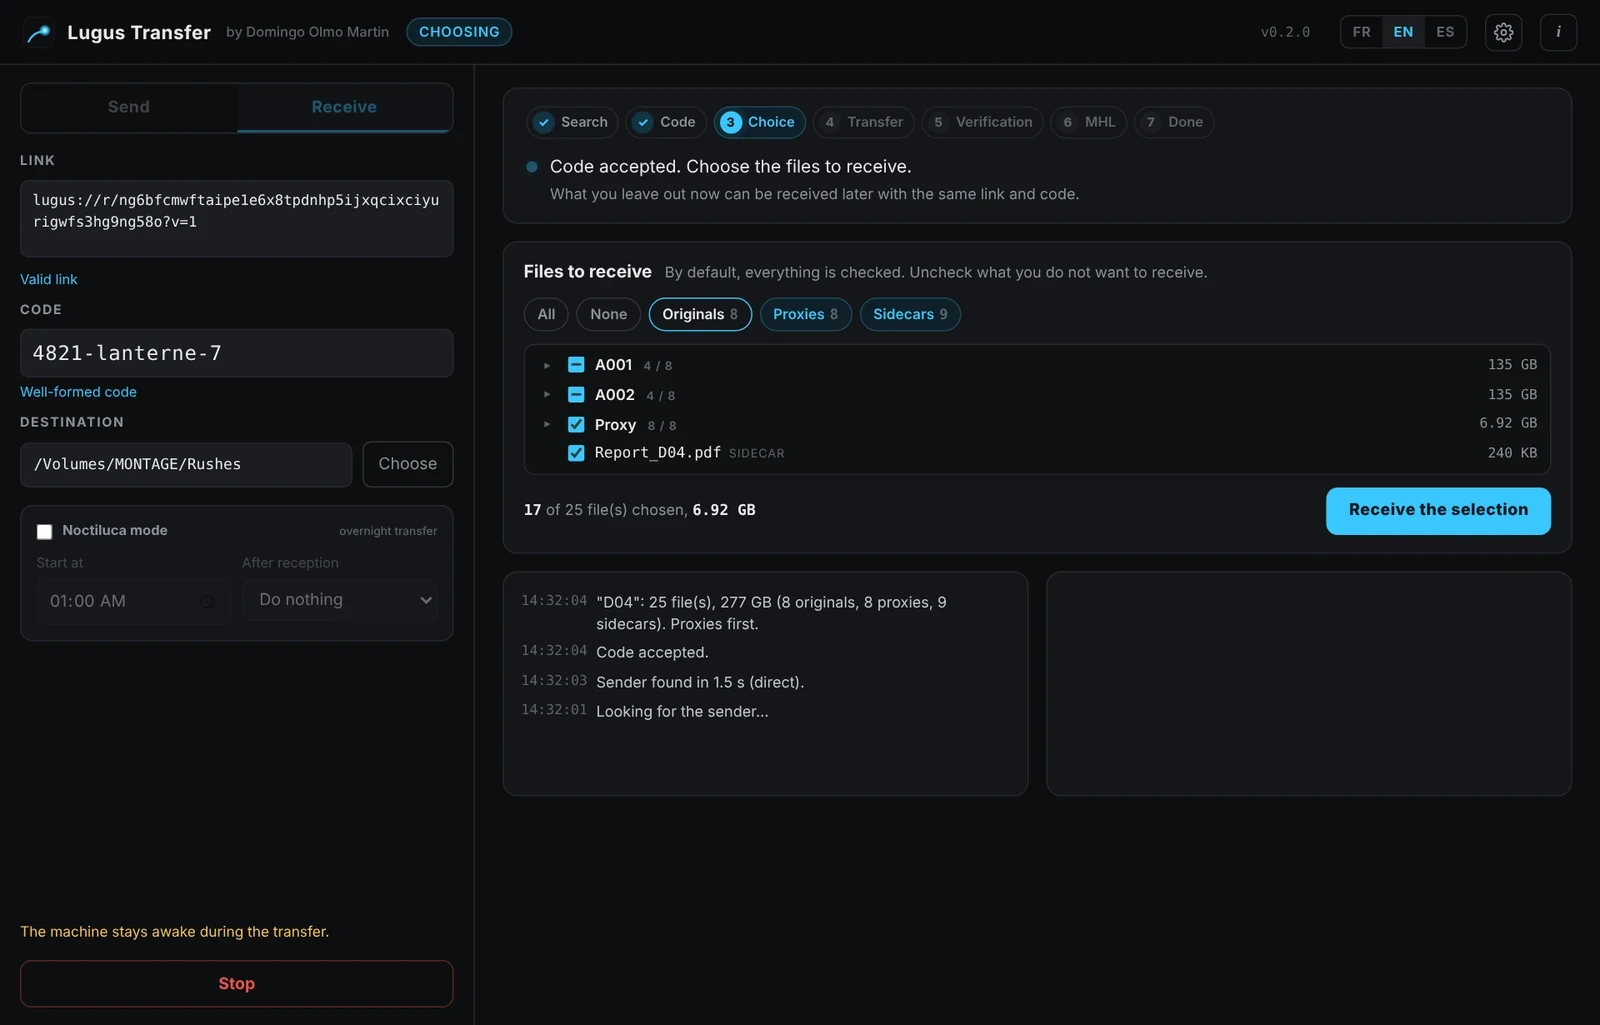 Lugus Transfer by Domingo Olmo Martin CHOOSING v0.2.0 FR EN ES i
Send Receive
LINK
lugus://r/ng6bfcmwftaipe1e6x8tpdnhp5ijxqcixciyu
rigwfs3hg9ng58o?v=1
Valid link
CODE
4821-lanterne-7
Well-formed code
DESTINATION
/Volumes/MONTAGE/Rushes Choose
Noctiluca mode overnight transfer
Start at After reception
01:00 AM Do nothing
The machine stays awake during the transfer.
Stop
Search Code 3 Choice 4 Transfer 5 Verification 6 MHL 7 Done
Code accepted. Choose the files to receive.
What you leave out now can be received later with the same link and code.
Files to receive By default, everything is checked. Uncheck what you do not want to receive.
All None Originals 8 Proxies 8 Sidecars 9
A001 4 / 8 135 GB
A002 4 / 8 135 GB
Proxy 8 / 8 6.92 GB
Report_D04.pdf SIDECAR 240 KB
17 of 25 file(s) chosen, 6.92 GB Receive the selection
14:32:04 "D04": 25 file(s), 277 GB (8 originals, 8 proxies, 9
sidecars). Proxies first.
14:32:04 Code accepted.
14:32:03 Sender found in 1.5 s (direct).
14:32:01 Looking for the sender...